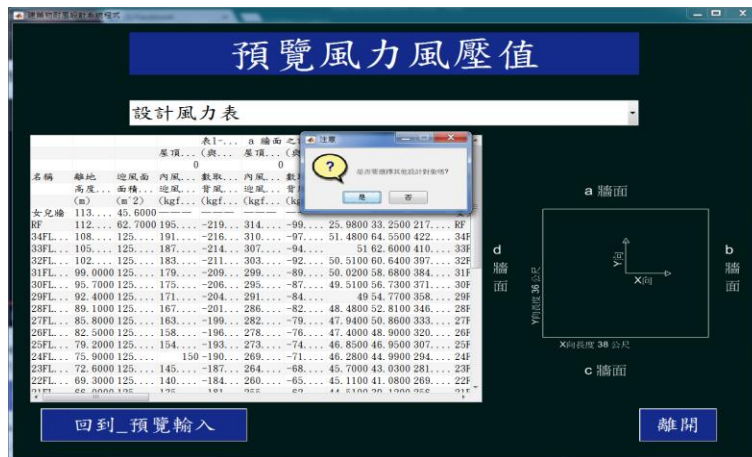 建築物耐風設計系統程式
預覽風力風壓值
設計風力表
注意
是否要選擇其他設計對象嗎?
是 否
表1-... a 牆面之
屋頂... (與... 屋頂... (與
0 0
名稱 離地 迎風面 內風... 數取... 內風... 數
高度... 面積... 迎風... 背風... 迎風... 背
(m) (m^2) (kgf... (kgf... (kgf... (kg
女兒牆 113.... 45.6000
RF 112.... 62.7000 195.... -219... 314... -99.... 25.9800 33.2500 217.... RF
34FL... 108.... 125.... 191.... -216... 310... -97.... 51.4800 64.5500 422.... 34F
33FL... 105.... 125.... 187.... -214... 307... -94.... 51 62.6000 410.... 33F
32FL... 102.... 125.... 183.... -211... 303... -92.... 50.5100 60.6400 397.... 32F
31FL... 99.0000 125.... 179.... -209... 299... -89.... 50.0200 58.6800 384.... 31F
30FL... 95.7000 125.... 175.... -206... 295... -87.... 49.5100 56.7300 371.... 30F
29FL... 92.4000 125.... 171.... -204... 291... -84.... 49 54.7700 358.... 29F
28FL... 89.1000 125.... 167.... -201... 286... -82.... 48.4800 52.8100 346.... 28F
27FL... 85.8000 125.... 163.... -199... 282... -79.... 47.9400 50.8600 333.... 27F
26FL... 82.5000 125.... 158.... -196... 278... -76.... 47.4000 48.9000 320.... 26F
25FL... 79.2000 125.... 154.... -193... 273... -74.... 46.8500 46.9500 307.... 25F
24FL... 75.9000 125.... 150 -190... 269... -71.... 46.2800 44.9900 294.... 24F
23FL... 72.6000 125.... 145.... -187... 264... -68.... 45.7000 43.0300 281.... 23F
22FL... 69.3000 125.... 140.... -184... 260... -65.... 45.1100 41.0800 269.... 22F
a 牆面
b 牆面
c 牆面
d 牆面
Y向
X向
Y向長度 36 公尺
X向長度 38 公尺
回到_預覽輸入
離開